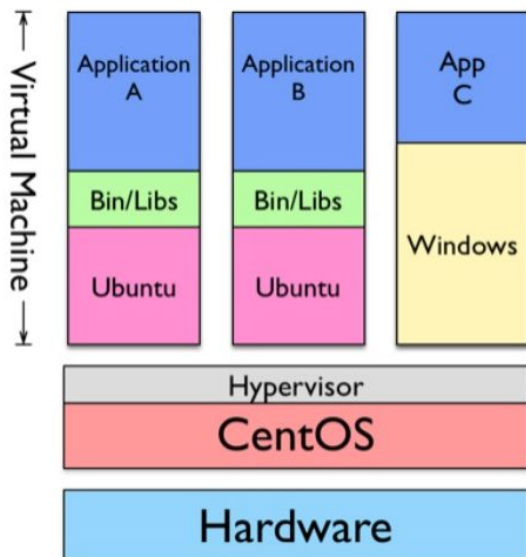 Virtual Machine
Application
A
Application
B
App
C
Bin/Libs
Bin/Libs
Ubuntu
Ubuntu
Windows
Hypervisor
CentOS
Hardware